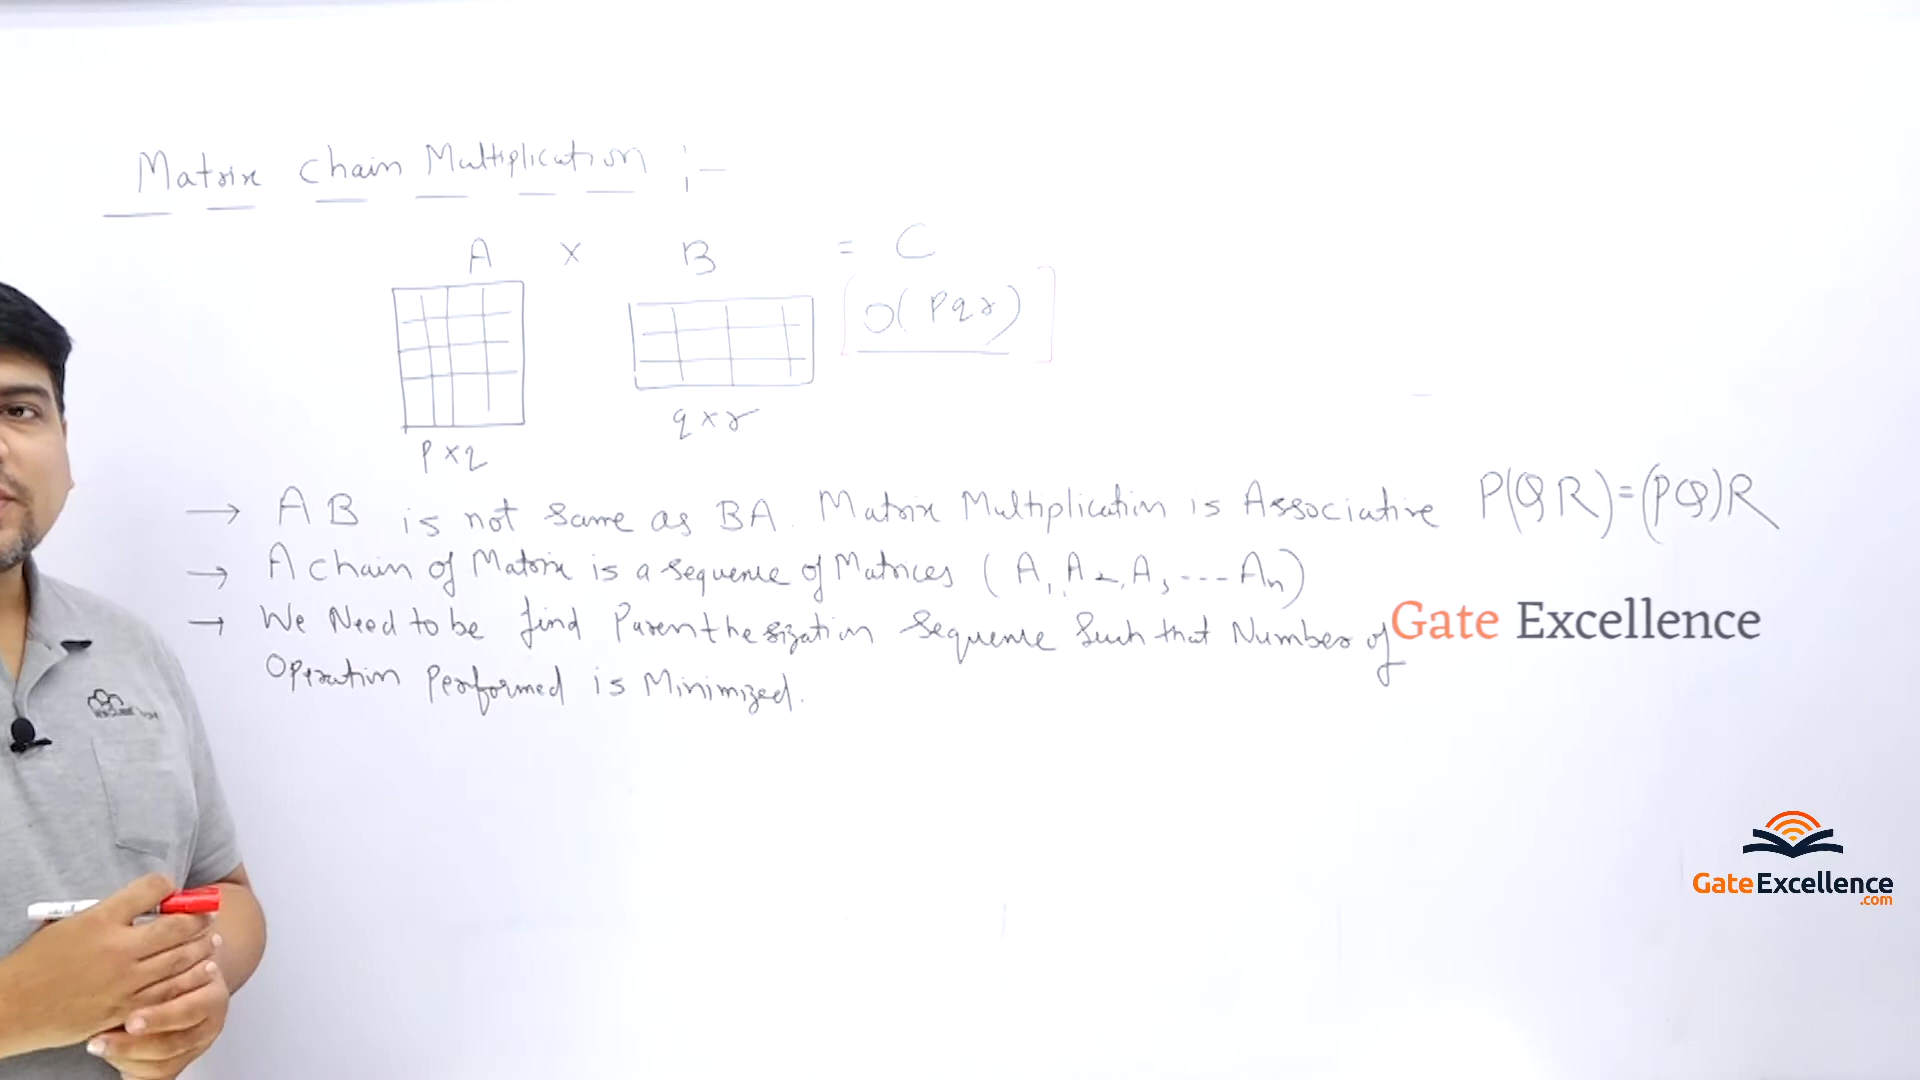 Matrix Chain Multiplication :-
A × B = C
O(pqr)
q×r
p×q
→ AB is not same as BA. Matrix Multiplication is Associative P(QR)=(PQ)R
→ A chain of Matrix is a sequence of Matrices (A1, A2, A3 ---- An)
→ We Need to be find Parenthesization Sequence Such that Number of
Gate Excellence
Operation Performed is Minimized.
GateExcellence
.com